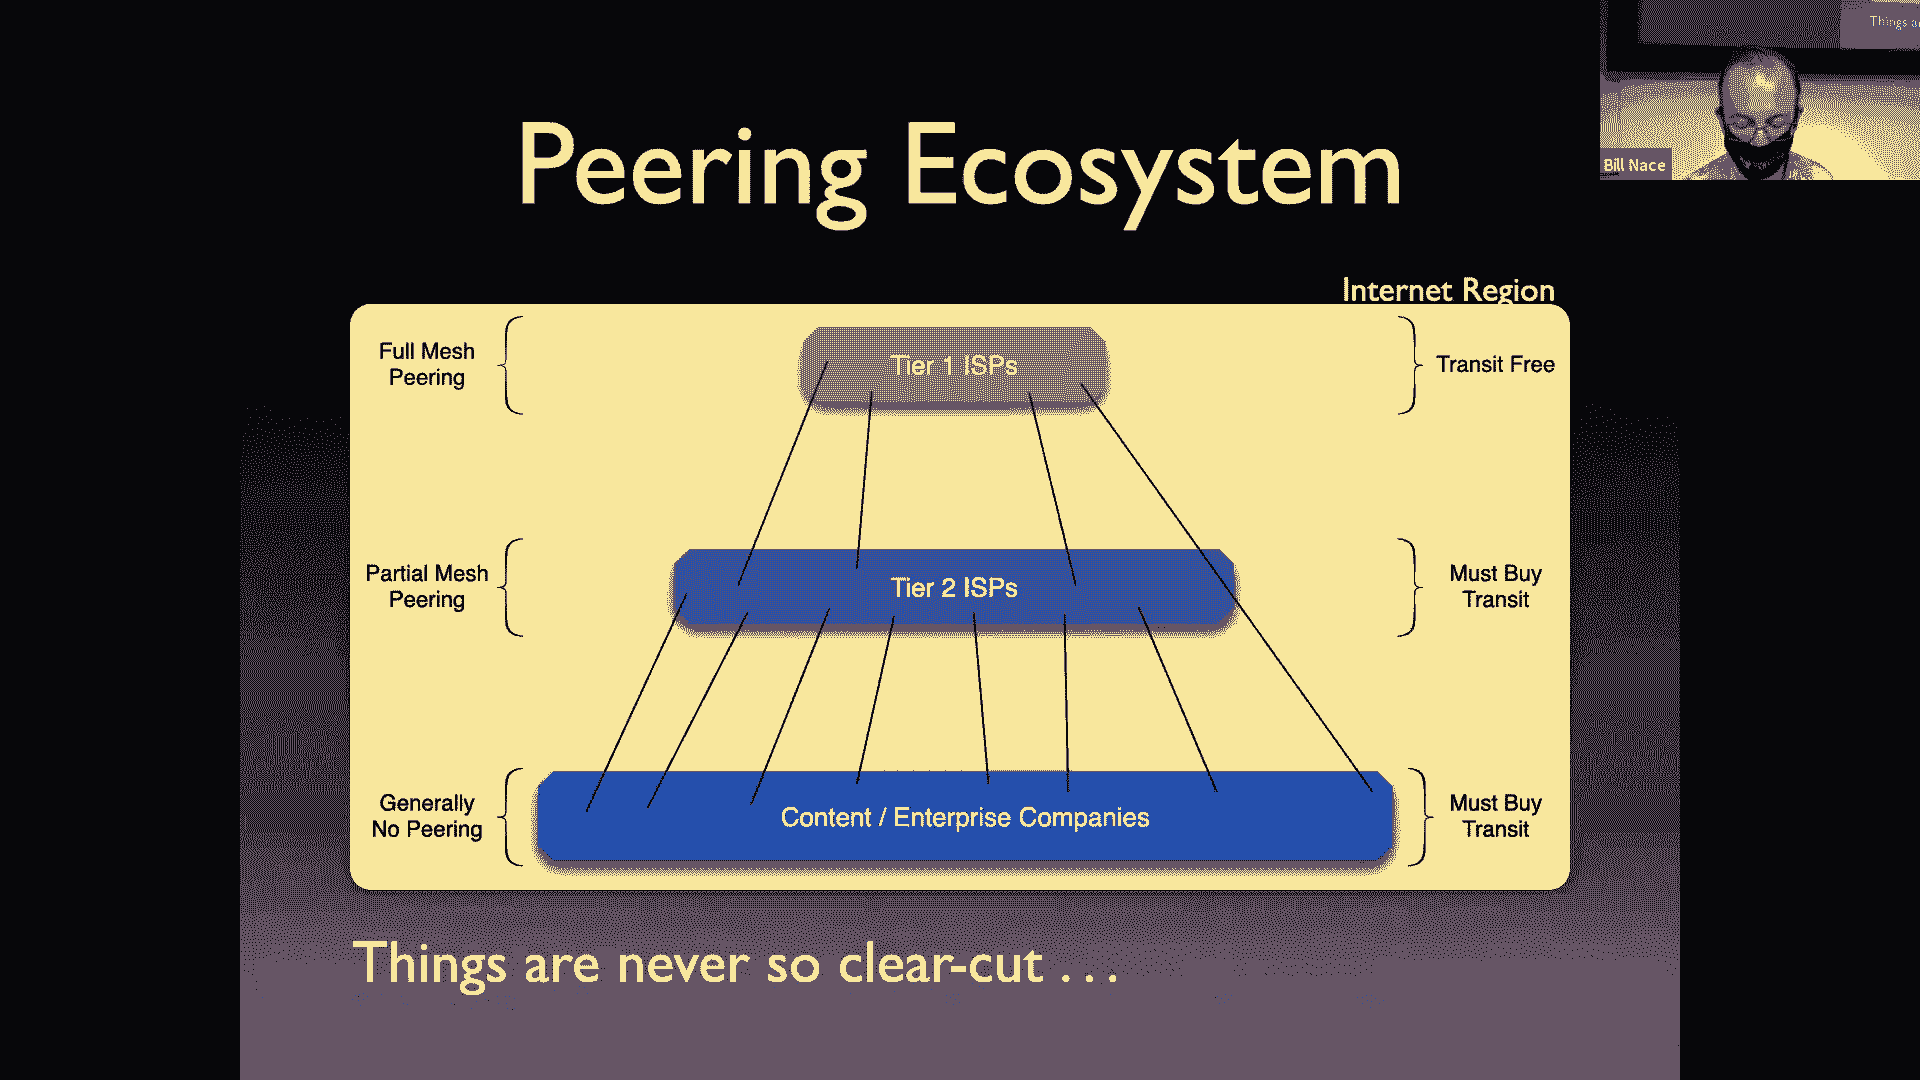 Things
Bill Nace
Peering Ecosystem
Internet Region
Full Mesh
Peering
Tier 1 ISPs
Transit Free
Partial Mesh
Peering
Tier 2 ISPs
Must Buy
Transit
Generally
No Peering
Content / Enterprise Companies
Must Buy
Transit
Things are never so clear-cut . . .